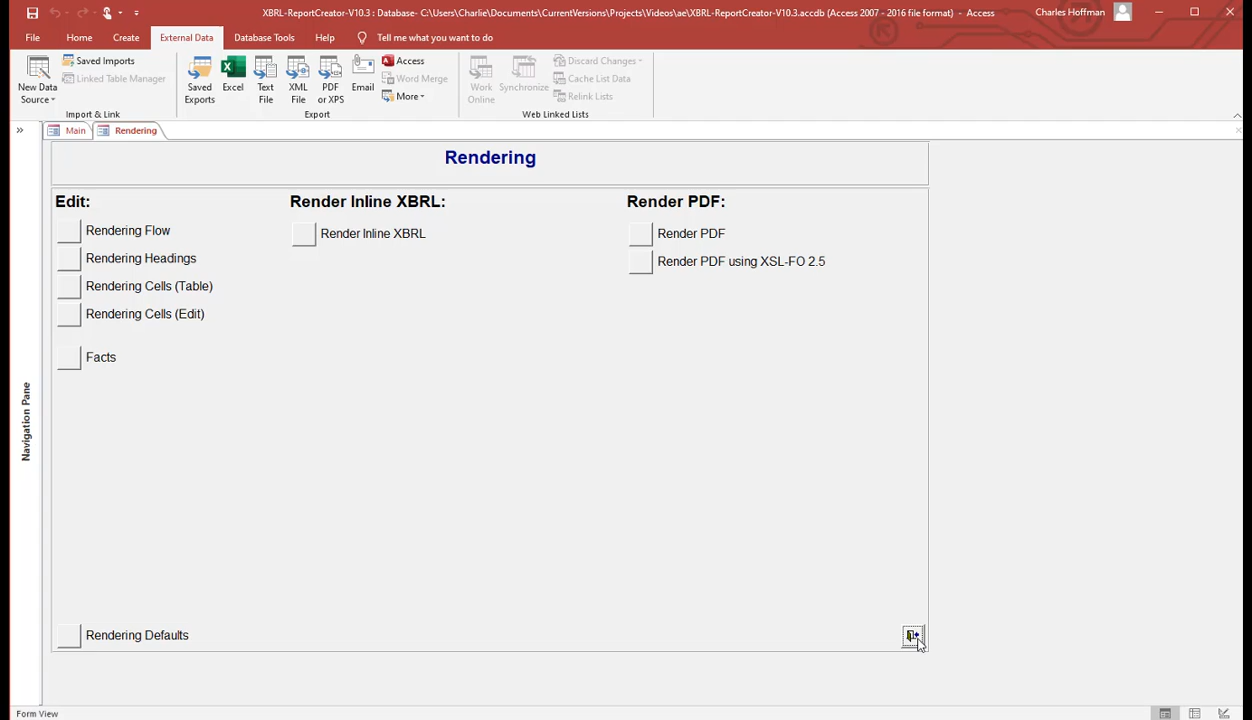 XBRL-ReportCreator-V10.3 : Database- C:\Users\Charlie\Documents\CurrentVersions\Projects\Videos\ae\XBRL-ReportCreator-V10.3.accdb (Access 2007 - 2016 file format) - Access
Charles Hoffman
File Home Create External Data Database Tools Help Tell me what you want to do
New Data Source
Saved Imports
Linked Table Manager
Saved Exports
Excel
Text File
XML File
PDF or XPS
Email
Access
Word Merge
More
Work Online
Synchronize
Discard Changes
Cache List Data
Relink Lists
Import & Link
Export
Web Linked Lists
Main
Rendering
Navigation Pane
Rendering
Edit:
Rendering Flow
Rendering Headings
Rendering Cells (Table)
Rendering Cells (Edit)
Facts
Rendering Defaults
Render Inline XBRL:
Render Inline XBRL
Render PDF:
Render PDF
Render PDF using XSL-FO 2.5
Form View